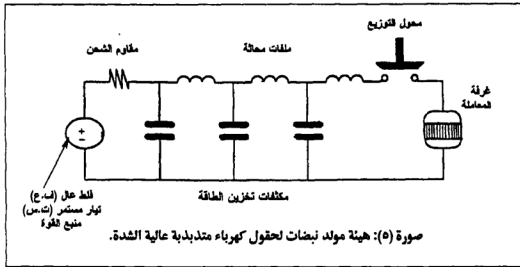 محول التوزيع
ملفات محاثة
مقاوم الشحن
غرفة
المعاملة
±
فلط عال (ف.ع)
تيار مستمر (ت.س)
منبع القوة
مكثفات تخزين الطاقة
صورة (٥): هيئة مولد نبضات لحقول كهرباء متذبذبة عالية الشدة.